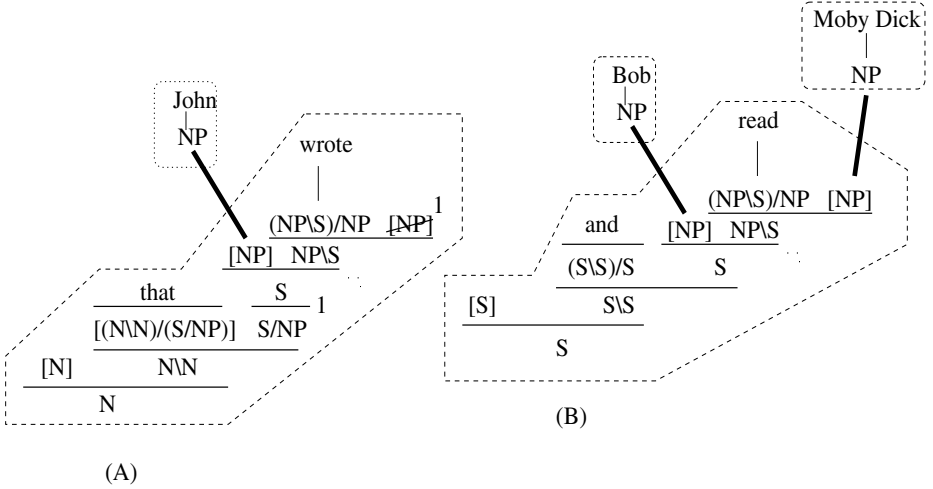 John
NP
wrote
(NP\S)/NP [NP] 1
[NP] NP\S
that S
1
[(N\N)/(S/NP)] S/NP
[N] N\N
N
(A)
Moby Dick
NP
Bob
NP
read
(NP\S)/NP [NP]
and [NP] NP\S
(S\S)/S S
[S] S\S
S
(B)